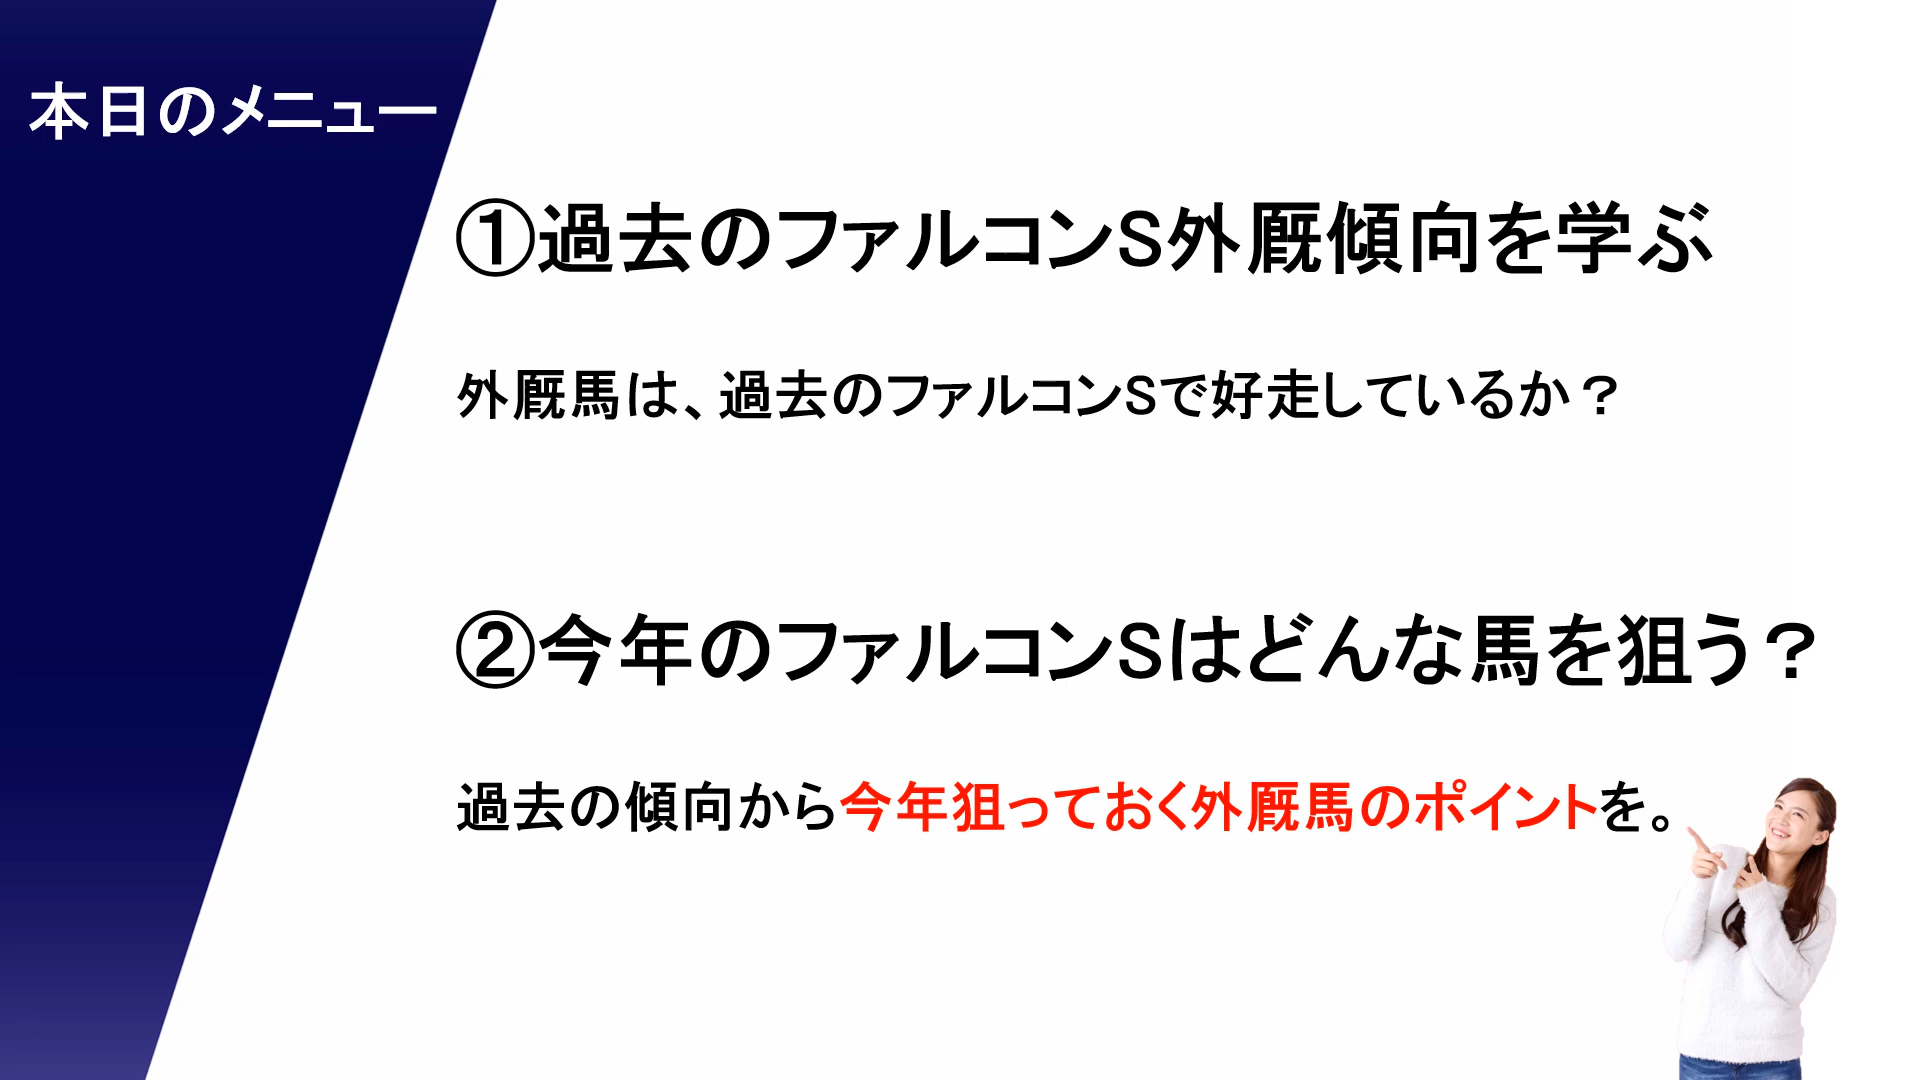 本日のメニュー
①過去のファルコンS外厩傾向を学ぶ
外厩馬は、過去のファルコンSで好走しているか？
②今年のファルコンSはどんな馬を狙う？
過去の傾向から今年狙っておく外厩馬のポイントを。